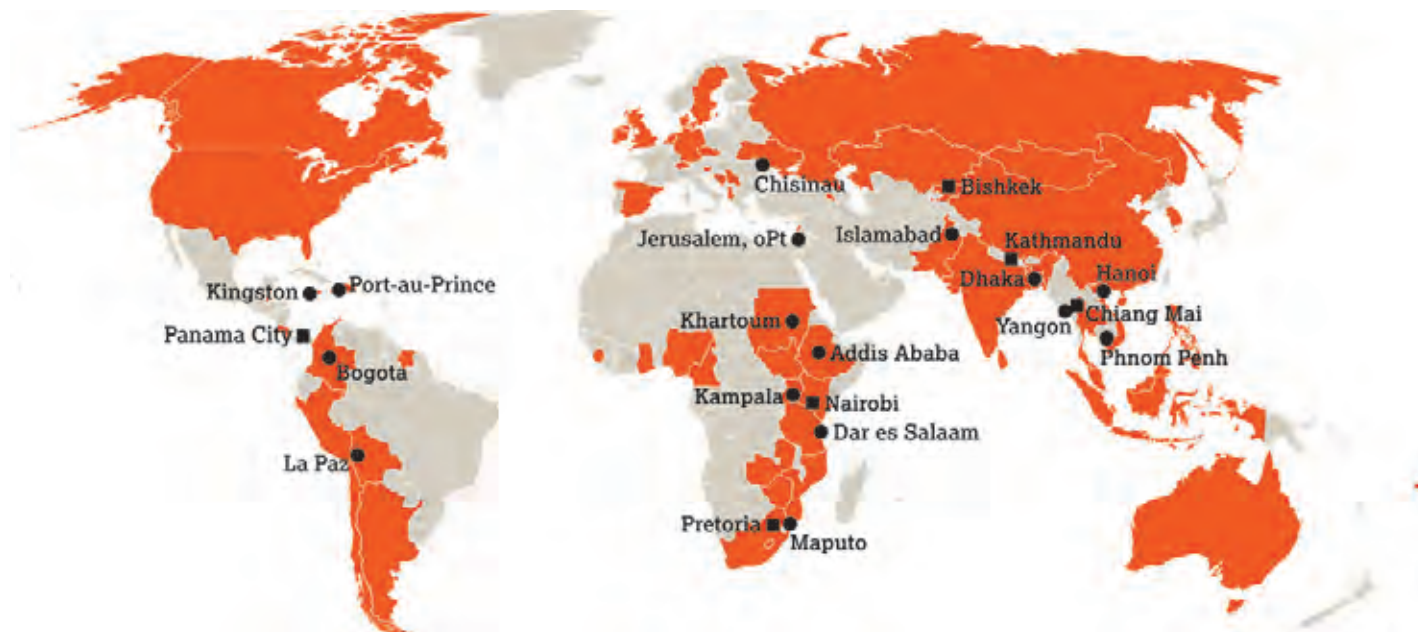 Chisinau
Bishkek
Jerusalem, oPt
Islamabad
Kathmandu
Dhaka
Hanoi
Kingston
Port-au-Prince
Khartoum
Yangon
Chiang Mai
Panama City
Bogota
Addis Ababa
Phnom Penh
Kampala
Nairobi
Dar es Salaam
La Paz
Pretoria
Maputo